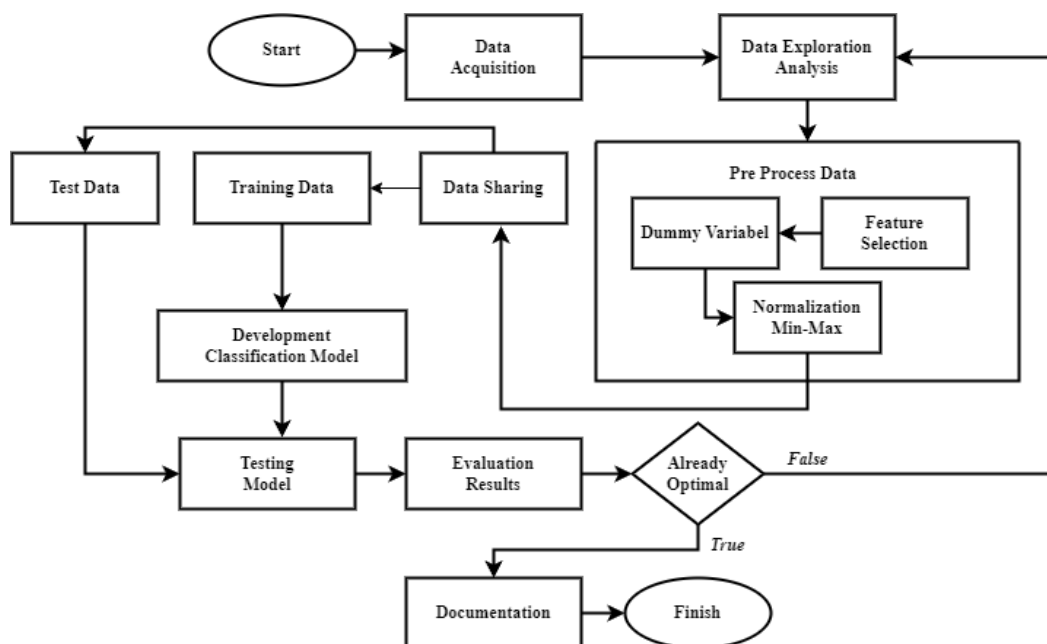 Start
Data
Acquisition
Data Exploration
Analysis
Test Data
Training Data
Data Sharing
Pre Process Data
Dummy Variabel
Feature
Selection
Normalization
Min-Max
Development
Classification Model
Testing
Model
Evaluation
Results
Already
Optimal
False
True
Documentation
Finish